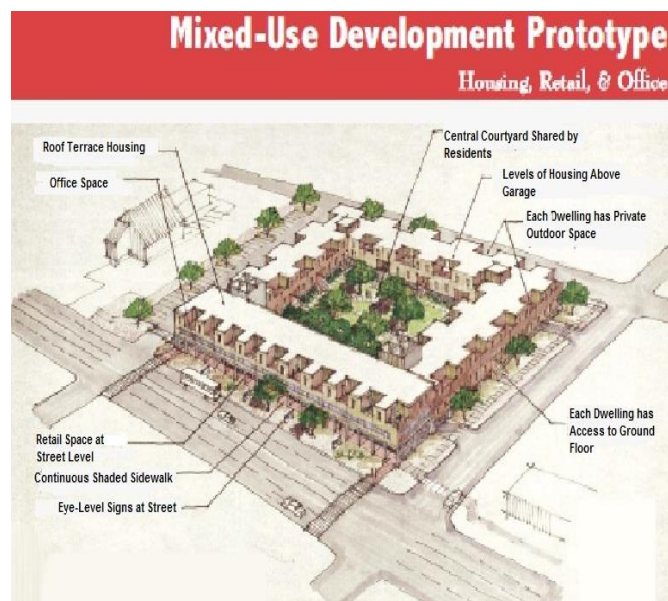 Mixed-Use Development Prototype
Housing, Retail, & Office
Roof Terrace Housing
Office Space
Central Courtyard Shared by
Residents
Levels of Housing Above
Garage
Each Dwelling has Private
Outdoor Space
Each Dwelling has
Access to Ground
Floor
Retail Space at
Street Level
Continuous Shaded Sidewalk
Eye-Level Signs at Street